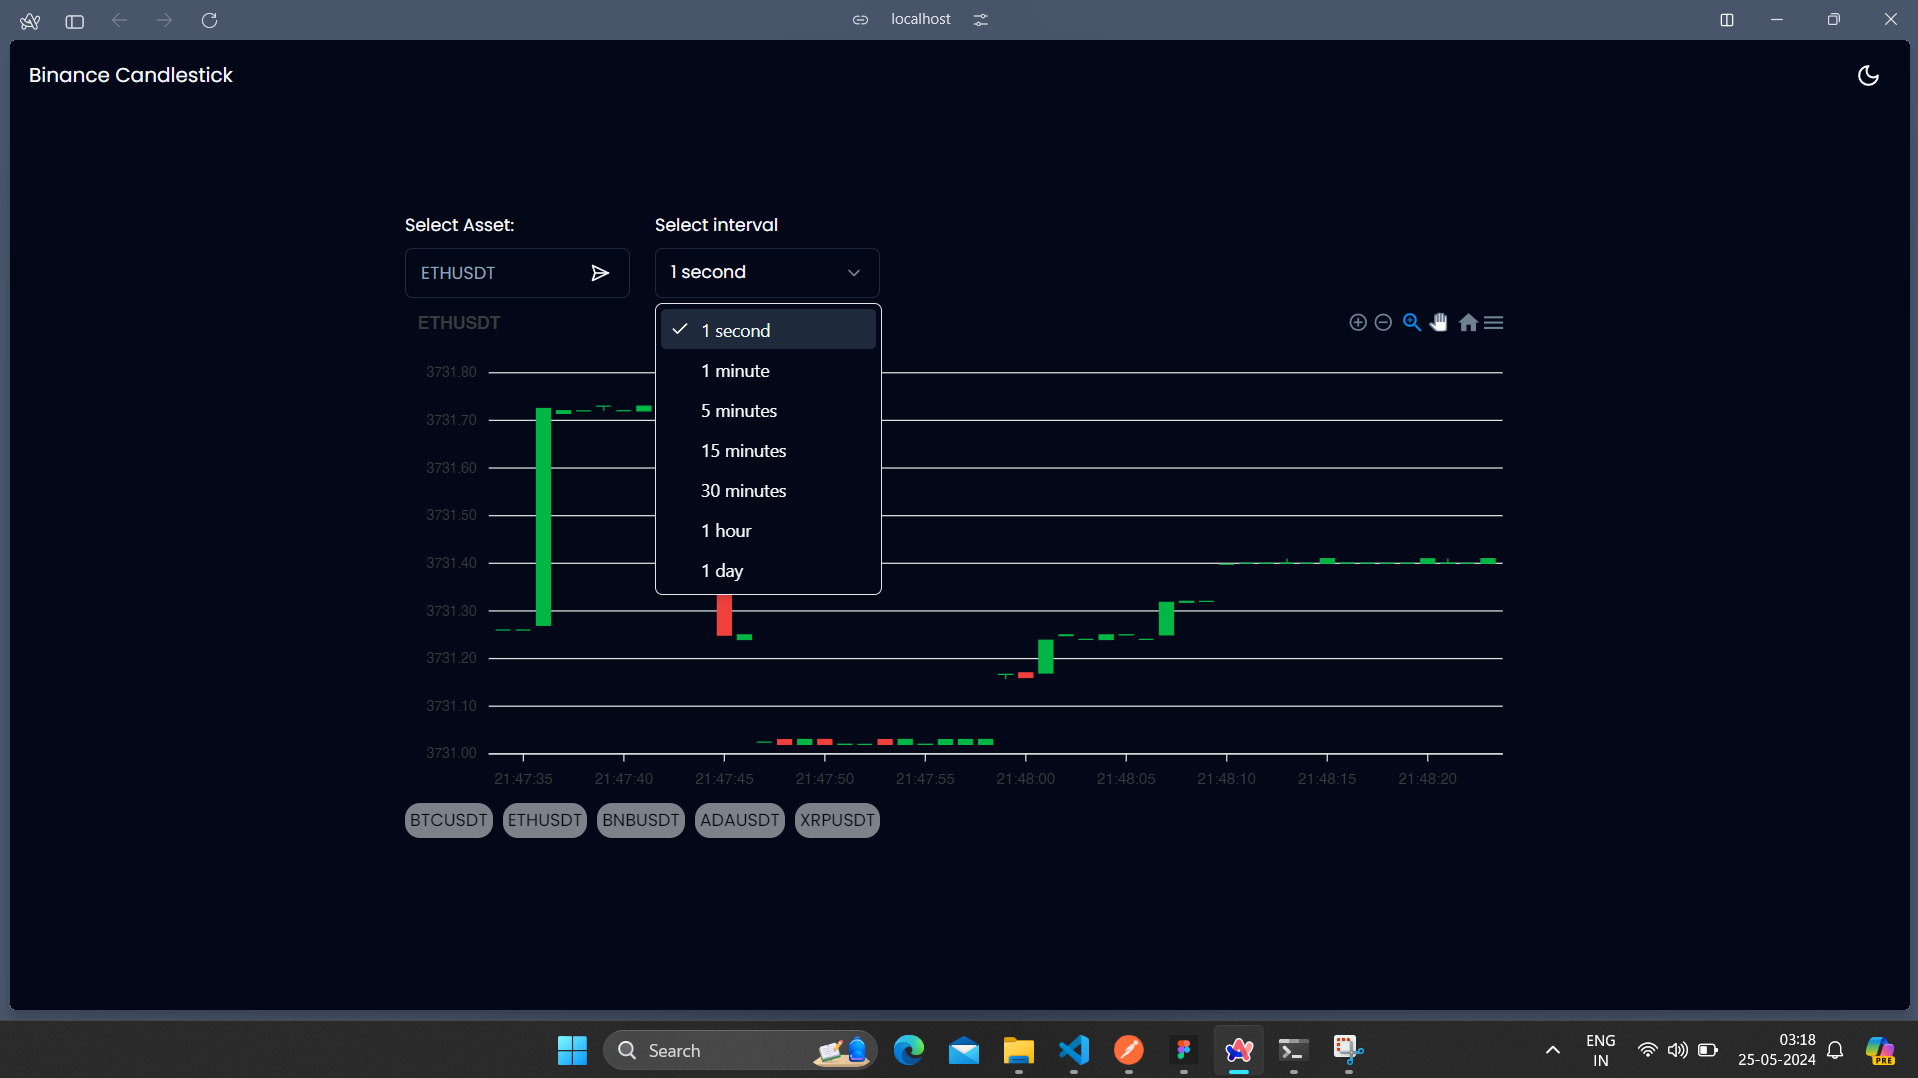 localhost
Binance Candlestick
Select Asset:
Select interval
ETHUSDT
1 second
ETHUSDT
1 second
1 minute
5 minutes
15 minutes
30 minutes
1 hour
1 day
3731.80
3731.70
3731.60
3731.50
3731.40
3731.30
3731.20
3731.10
3731.00
21:47:35 21:47:40 21:47:45 21:47:50 21:47:55 21:48:00 21:48:05 21:48:10 21:48:15 21:48:20
BTCUSDT ETHUSDT BNBUSDT ADAUSDT XRPUSDT
Search
ENG
IN
03:18
25-05-2024
PRE